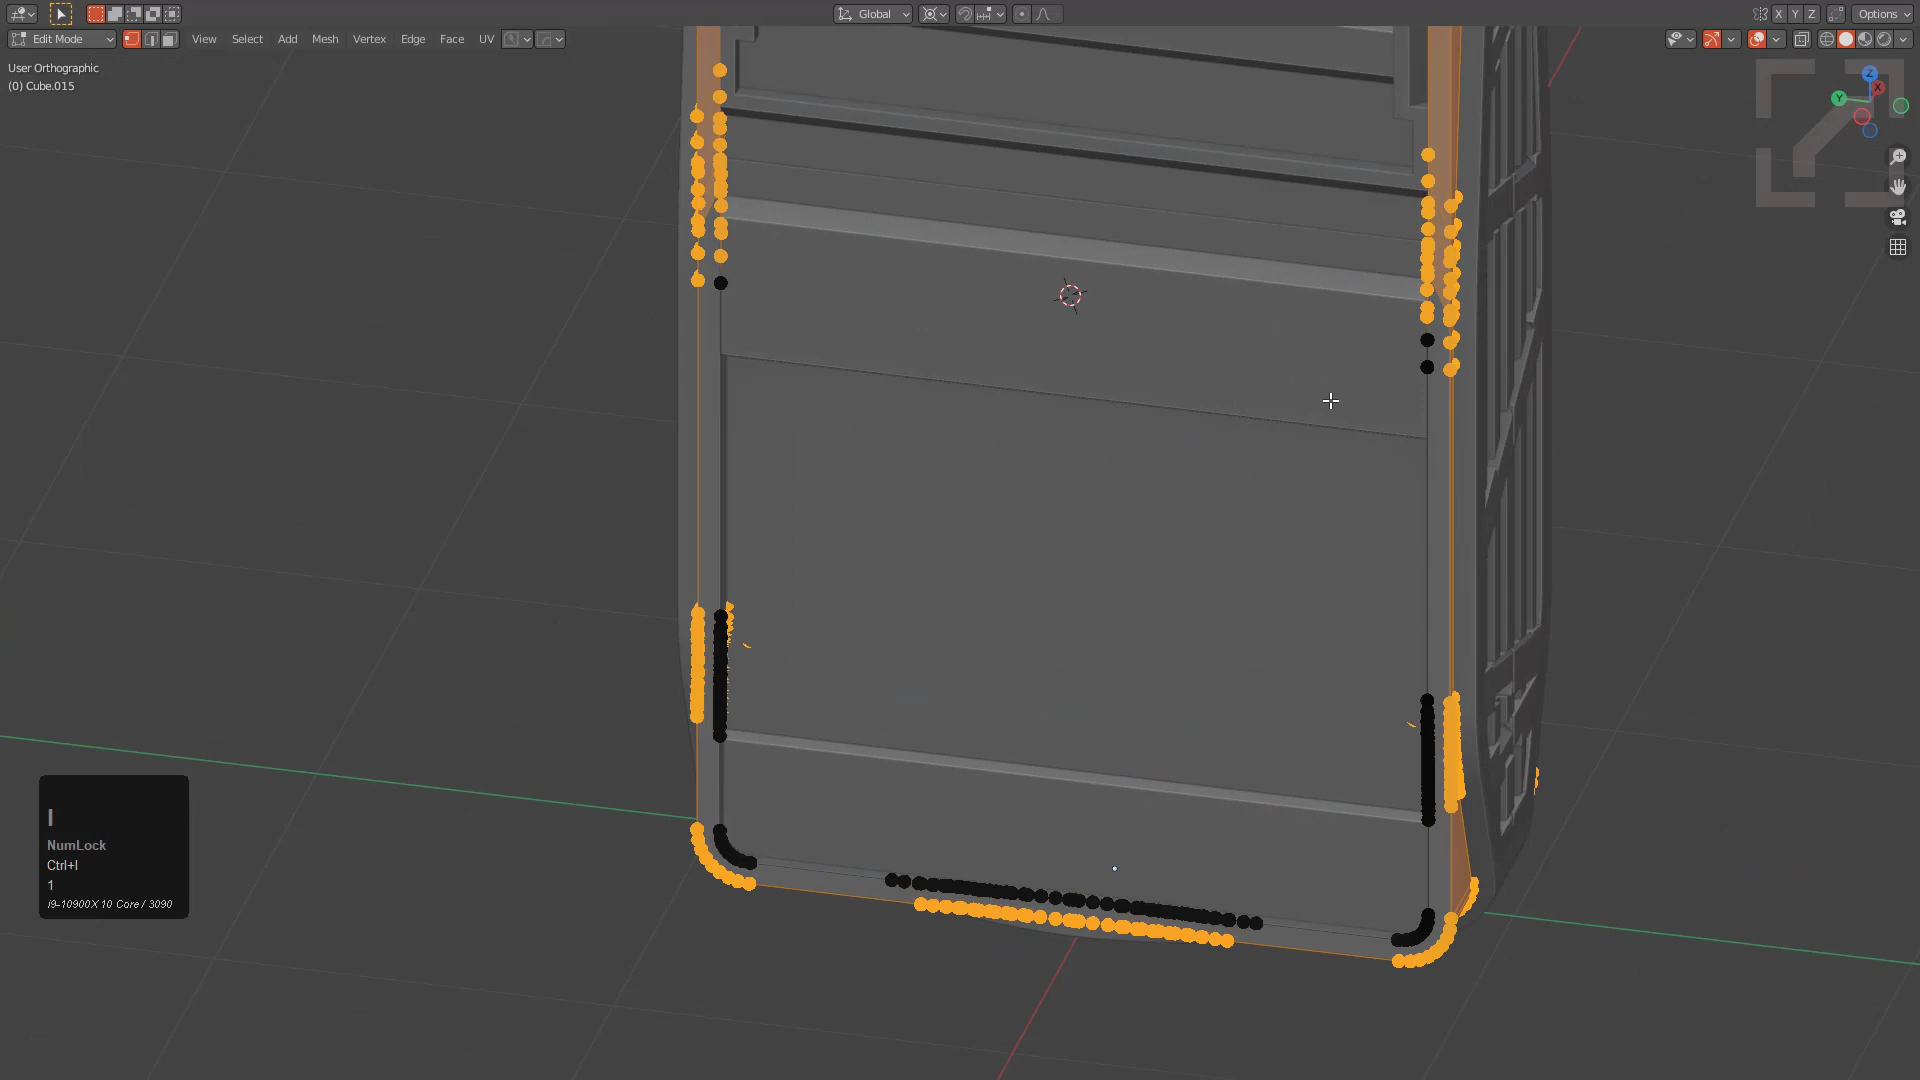 Global
X Y Z
Options
Edit Mode
View Select Add Mesh Vertex Edge Face UV
User Orthographic
(0) Cube.015
Z
X
Y
I
NumLock
Ctrl+I
1
i9-10900X 10 Core / 3090